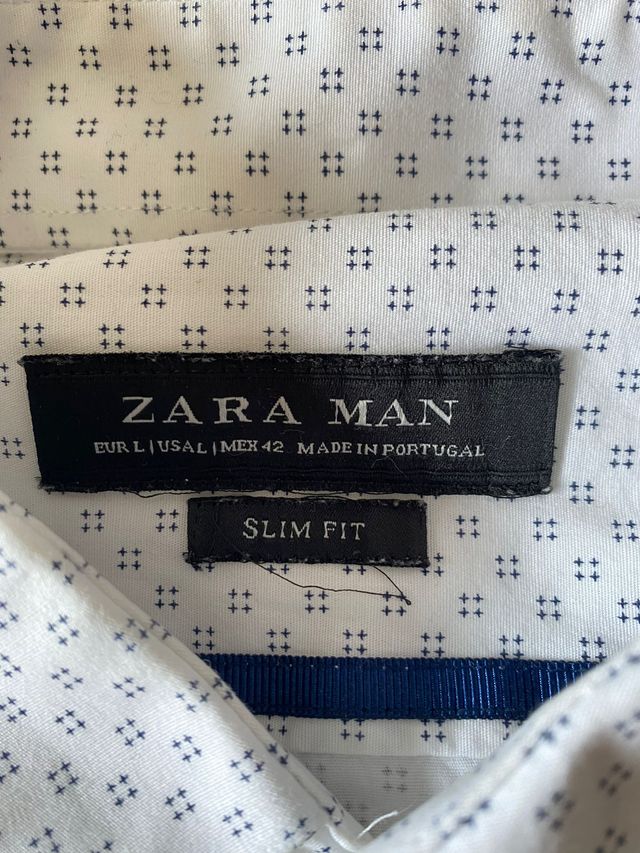 ZARA MAN
EUR L | USA L | MEX 42 MADE IN PORTUGAL
SLIM FIT